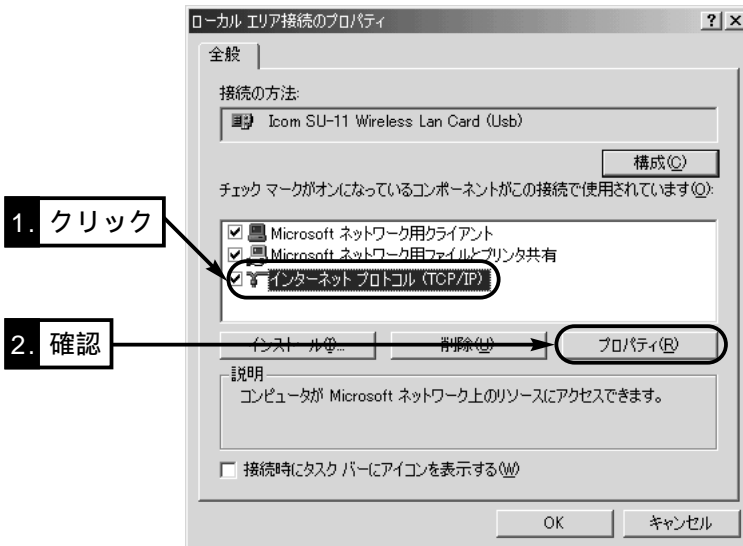 ローカル エリア接続のプロパティ
? ×
全般
接続の方法:
Icom SU-11 Wireless Lan Card (Usb)
構成(C)
チェック マークがオンになっているコンポーネントがこの接続で使用されています(O):
1. クリック
Microsoft ネットワーク用クライアント
Microsoft ネットワーク用ファイルとプリンタ共有
インターネット プロトコル (TCP/IP)
2. 確認
インストール(I)...
削除(U)
プロパティ(R)
説明
コンピュータが Microsoft ネットワーク上のリソースにアクセスできます。
接続時にタスク バーにアイコンを表示する(W)
OK
キャンセル